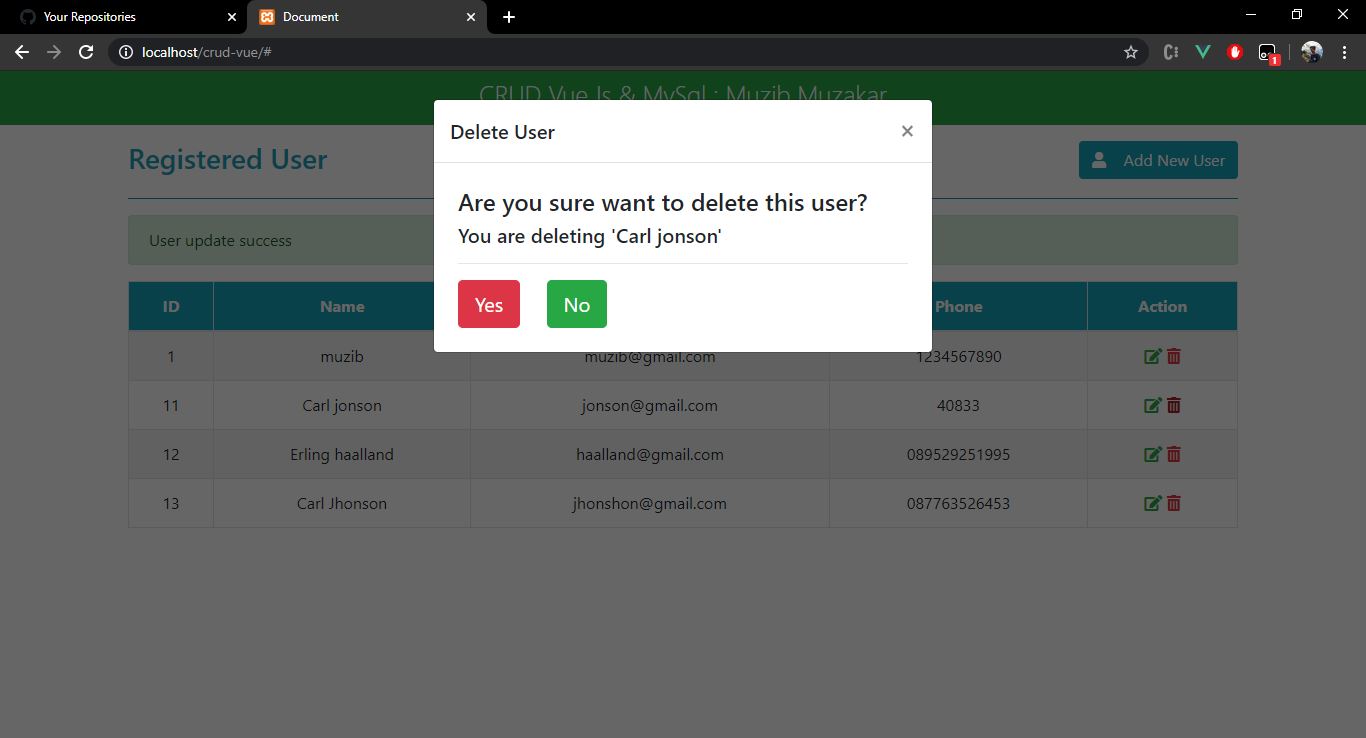 Your Repositories
Document
localhost/crud-vue/#
1
CRUD Vue Js & MySql : Muzib Muzakar
Delete User ×
Registered User
Add New User
Are you sure want to delete this user?
You are deleting 'Carl jonson'
User update success
Yes No
ID Name Phone Action
1 muzib muzib@gmail.com 1234567890
11 Carl jonson jonson@gmail.com 40833
12 Erling haalland haalland@gmail.com 089529251995
13 Carl Jhonson jhonshon@gmail.com 087763526453